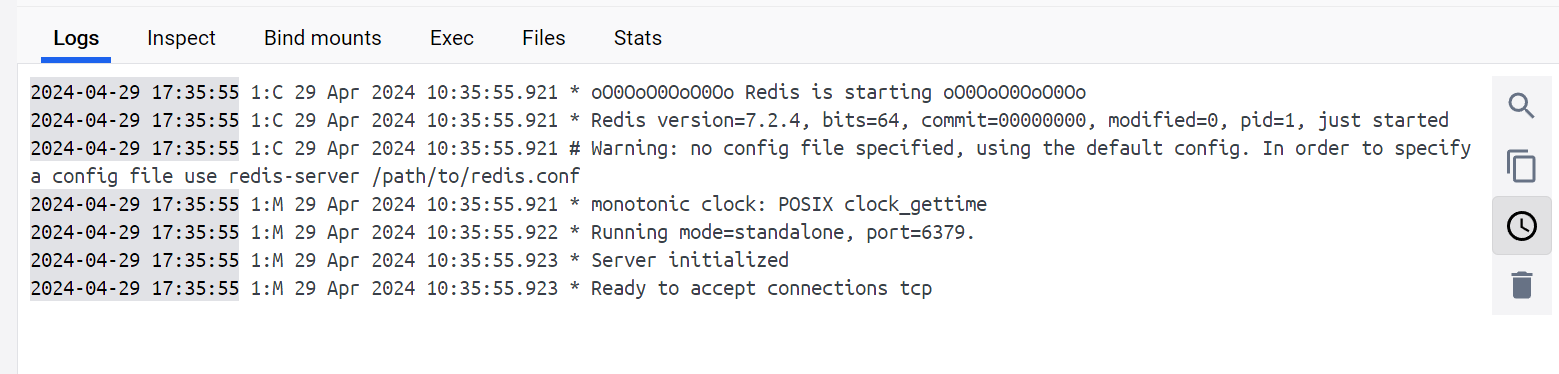 Logs Inspect Bind mounts Exec Files Stats
2024-04-29 17:35:55 1:C 29 Apr 2024 10:35:55.921 * oO0OoO0OoO0Oo Redis is starting oO0OoO0OoO0Oo
2024-04-29 17:35:55 1:C 29 Apr 2024 10:35:55.921 * Redis version=7.2.4, bits=64, commit=00000000, modified=0, pid=1, just started
2024-04-29 17:35:55 1:C 29 Apr 2024 10:35:55.921 # Warning: no config file specified, using the default config. In order to specify
a config file use redis-server /path/to/redis.conf
2024-04-29 17:35:55 1:M 29 Apr 2024 10:35:55.921 * monotonic clock: POSIX clock_gettime
2024-04-29 17:35:55 1:M 29 Apr 2024 10:35:55.922 * Running mode=standalone, port=6379.
2024-04-29 17:35:55 1:M 29 Apr 2024 10:35:55.923 * Server initialized
2024-04-29 17:35:55 1:M 29 Apr 2024 10:35:55.923 * Ready to accept connections tcp